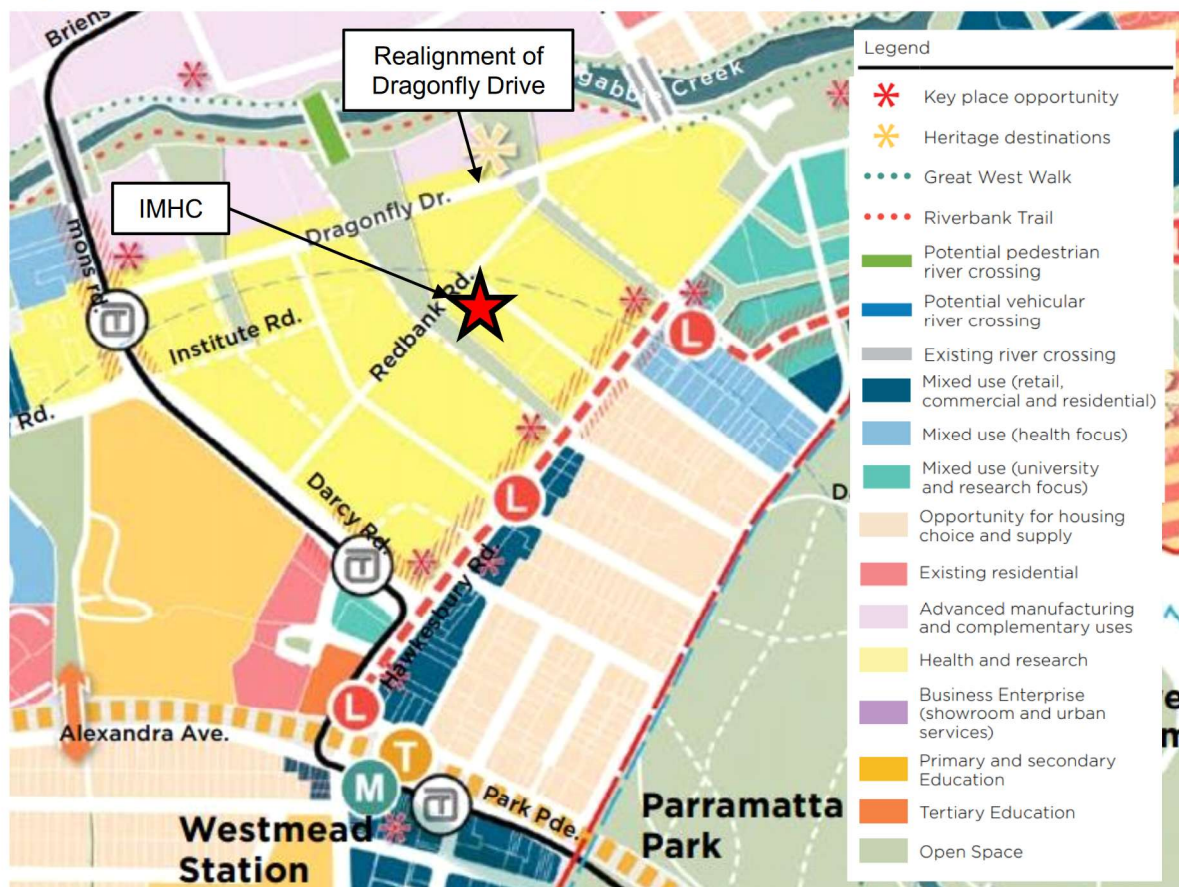 Briens
Realignment of
Dragonfly Drive
gabbie Creek
IMHC
Dragonfly Dr.
mons rd.
Redbank Rd.
Institute Rd.
Rd.
L
Darcy Rd.
L
Hawkesbury Rd.
L
Alexandra Ave.
T
M
Park Pde.
Westmead
Station
Parramatta
Park
Legend
Key place opportunity
Heritage destinations
Great West Walk
Riverbank Trail
Potential pedestrian
river crossing
Potential vehicular
river crossing
Existing river crossing
Mixed use (retail,
commercial and residential)
Mixed use (health focus)
Mixed use (university
and research focus)
Opportunity for housing
choice and supply
Existing residential
Advanced manufacturing
and complementary uses
Health and research
Business Enterprise
(showroom and urban
services)
Primary and secondary
Education
Tertiary Education
Open Space